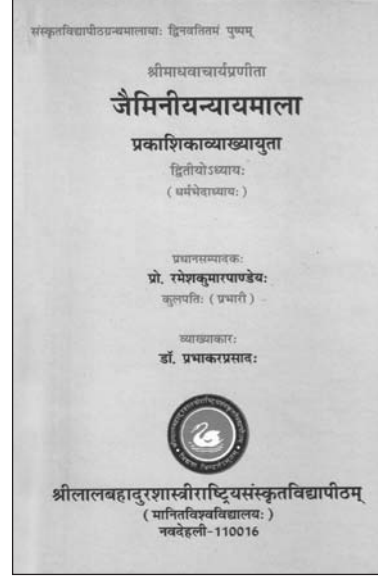 संस्कृतविद्यापीठग्रन्थमालायाः द्विनवतितमं पुष्पम्
श्रीमाधवाचार्यप्रणीता
जैमिनीयन्यायमाला
प्रकाशिकाव्याख्यायुता
द्वितीयोऽध्यायः
( धर्मभेदाध्यायः )
प्रधानसम्पादकः
प्रो. रमेशकुमारपाण्डेयः
कुलपतिः ( प्रभारी )
व्याख्याकारः
डॉ. प्रभाकरप्रसादः
श्रीलालबहादुरशास्त्रीराष्ट्रियसंस्कृतविद्यापीठम्
( मानितविश्वविद्यालयः )
नवदेहली-110016